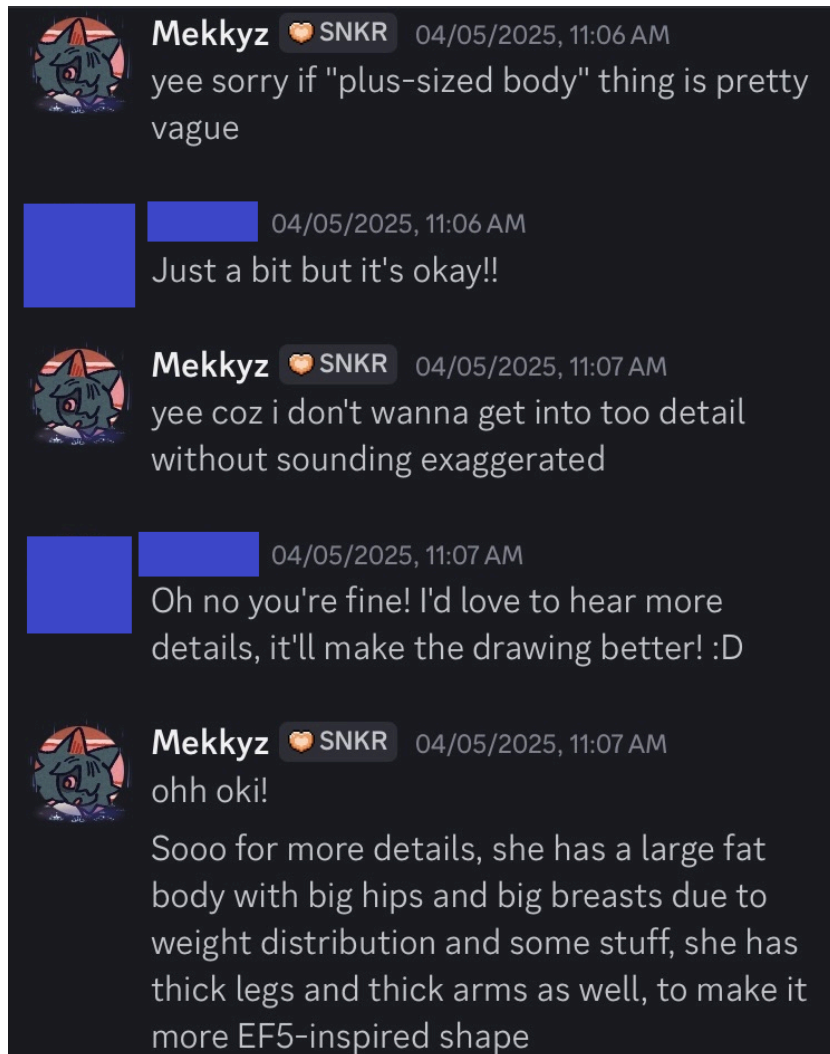 Mekkyz SNKR 04/05/2025, 11:06 AM
yee sorry if "plus-sized body" thing is pretty
vague
04/05/2025, 11:06 AM
Just a bit but it's okay!!
Mekkyz SNKR 04/05/2025, 11:07 AM
yee coz i don't wanna get into too detail
without sounding exaggerated
04/05/2025, 11:07 AM
Oh no you're fine! I'd love to hear more
details, it'll make the drawing better! :D
Mekkyz SNKR 04/05/2025, 11:07 AM
ohh oki!
Sooo for more details, she has a large fat
body with big hips and big breasts due to
weight distribution and some stuff, she has
thick legs and thick arms as well, to make it
more EF5-inspired shape